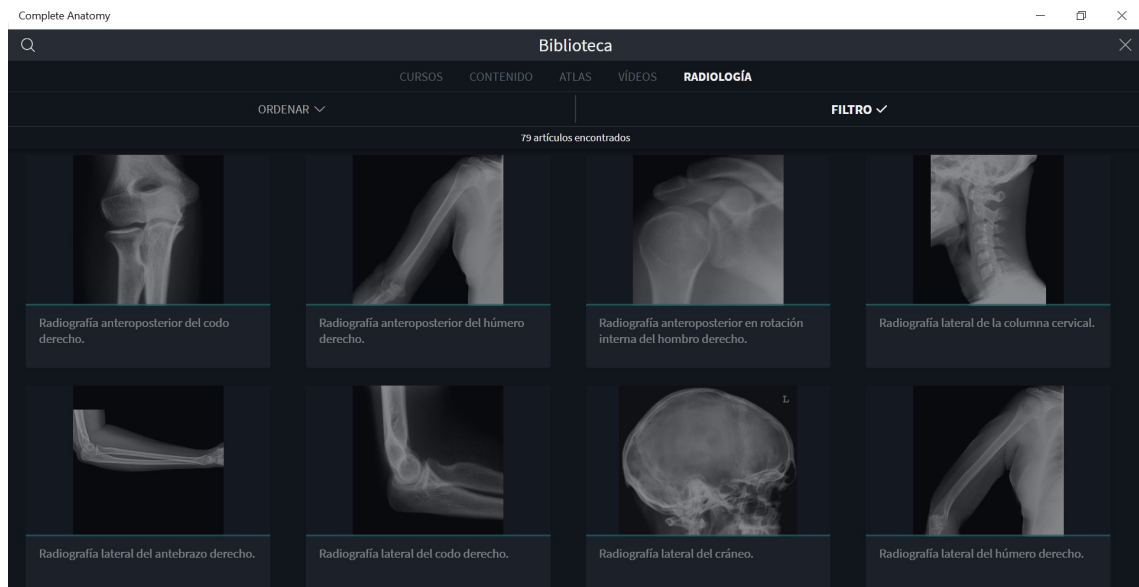 Complete Anatomy
Biblioteca
CURSOS CONTENIDO ATLAS VÍDEOS RADIOLOGÍA
ORDENAR
FILTRO
79 artículos encontrados
Radiografía anteroposterior del codo
derecho.
Radiografía anteroposterior del húmero
derecho.
Radiografía anteroposterior en rotación
interna del hombro derecho.
Radiografía lateral de la columna cervical.
L
Radiografía lateral del antebrazo derecho.
Radiografía lateral del codo derecho.
Radiografía lateral del cráneo.
Radiografía lateral del húmero derecho.